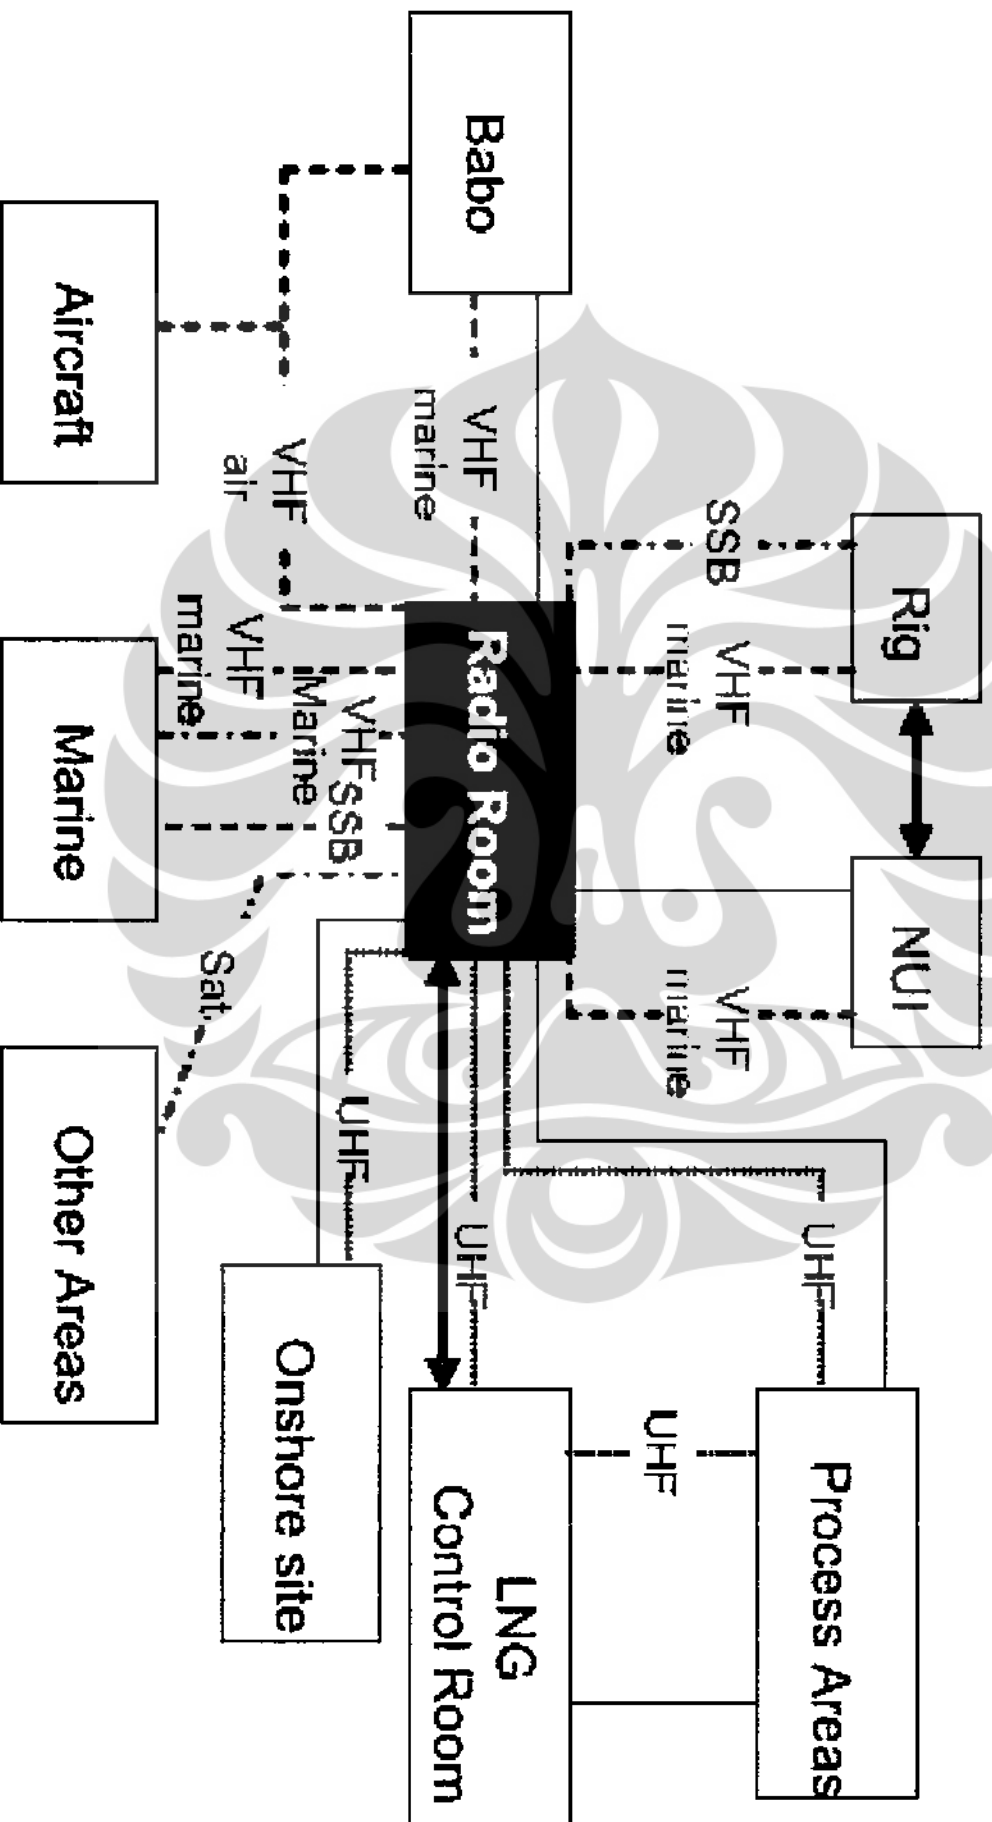 Rig
NUI
Process Areas
SSB
VHF
marine
VHF
marine
UHF
UHF
Babo
VHF
marine
Radio Room
UHF
LNG
Control Room
VHF
air
VHF
marine
VHF
Marine
SSB
Sat.
UHF
Onshore site
Aircraft
Marine
Other Areas